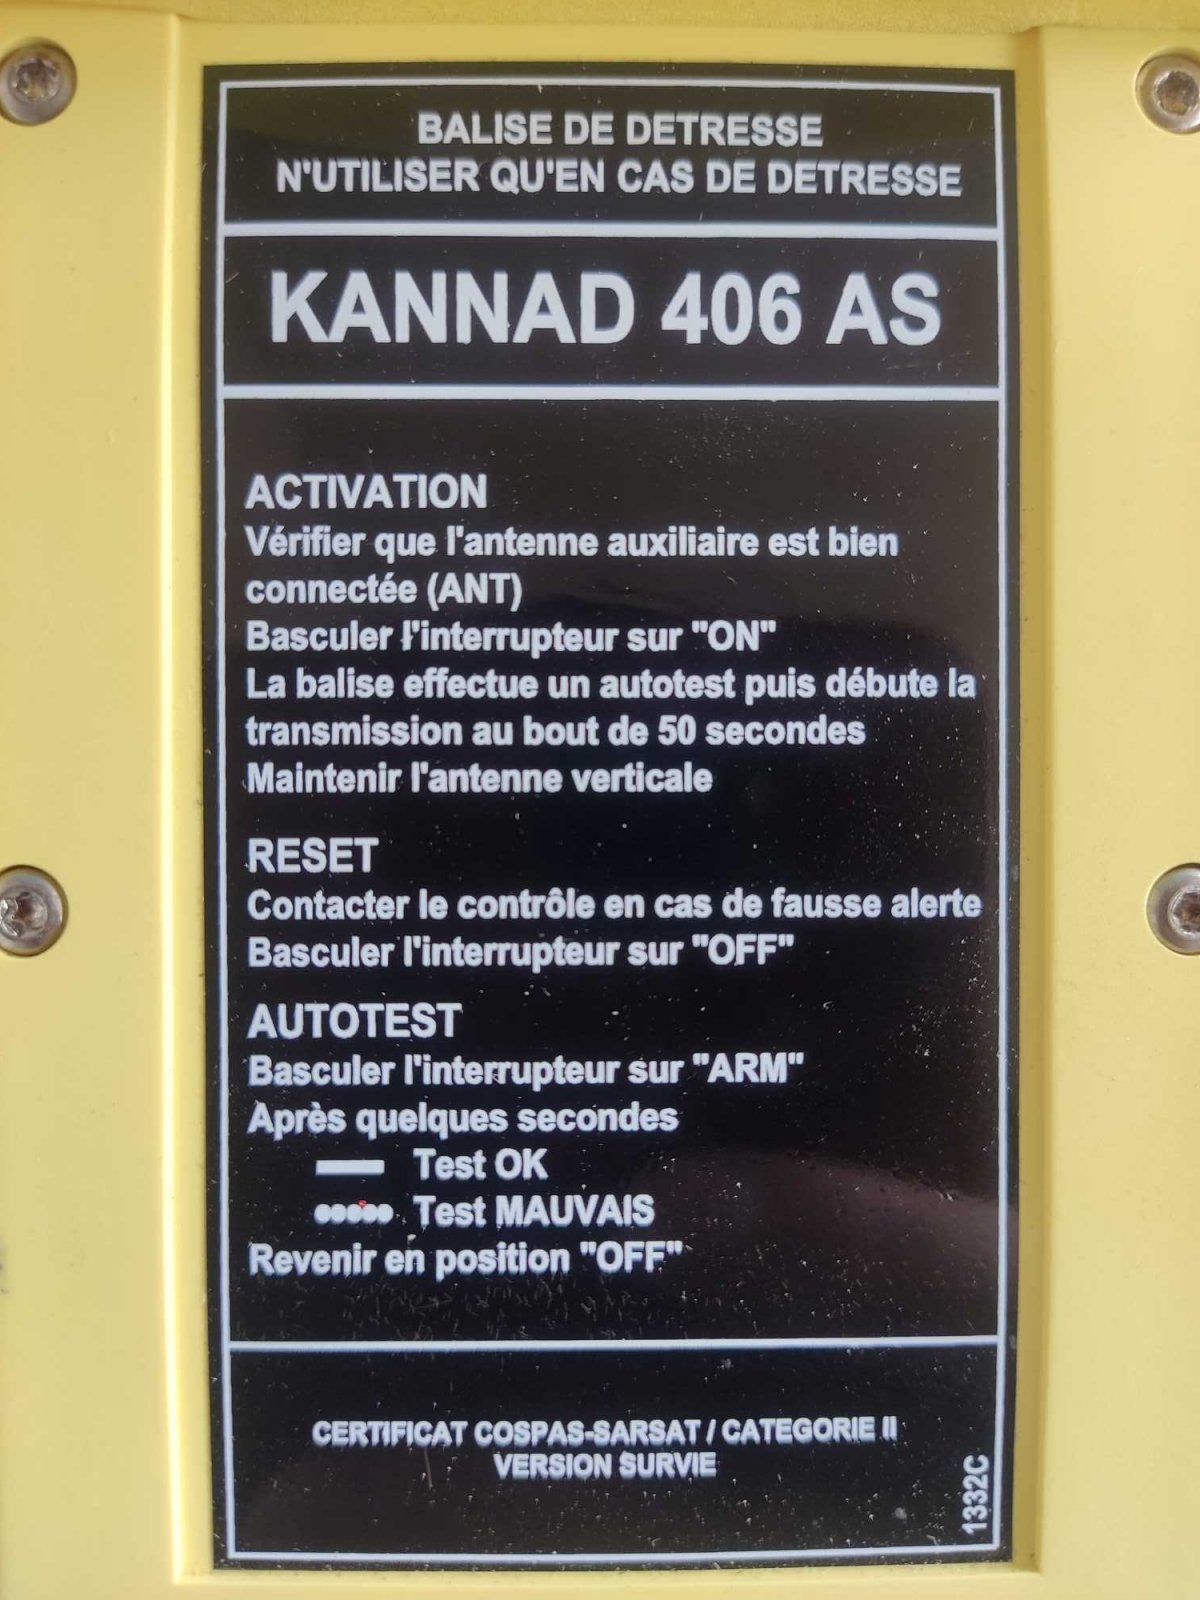 BALISE DE DETRESSE
N'UTILISER QU'EN CAS DE DETRESSE
KANNAD 406 AS
ACTIVATION
Vérifier que l'antenne auxiliaire est bien
connectée (ANT)
Basculer l'interrupteur sur "ON"
La balise effectue un autotest puis débute la
transmission au bout de 50 secondes
Maintenir l'antenne verticale
RESET
Contacter le contrôle en cas de fausse alerte
Basculer l'interrupteur sur "OFF"
AUTOTEST
Basculer l'interrupteur sur "ARM"
Après quelques secondes
Test OK
Test MAUVAIS
Revenir en position "OFF"
CERTIFICAT COSPAS-SARSAT / CATEGORIE II
VERSION SURVIE
1332C